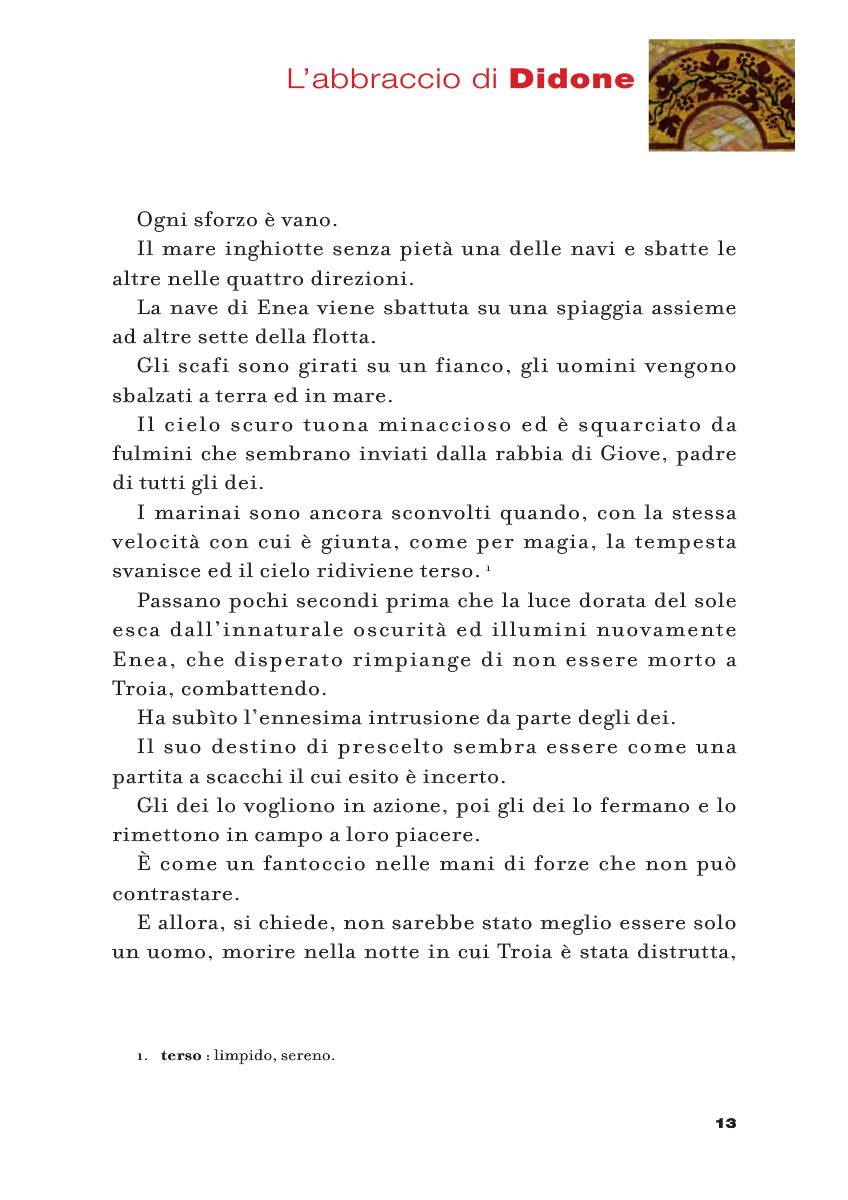 L’abbraccio di Didone
Ogni sforzo è vano.
Il mare inghiotte senza pietà una delle navi e sbatte le
altre nelle quattro direzioni.
La nave di Enea viene sbattuta su una spiaggia assieme
ad altre sette della flotta.
Gli scafi sono girati su un fianco, gli uomini vengono
sbalzati a terra ed in mare.
Il cielo scuro tuona minaccioso ed è squarciato da
fulmini che sembrano inviati dalla rabbia di Giove, padre
di tutti gli dei.
I marinai sono ancora sconvolti quando, con la stessa
velocità con cui è giunta, come per magia, la tempesta
svanisce ed il cielo ridiviene terso. 1
Passano pochi secondi prima che la luce dorata del sole
esca dall’innaturale oscurità ed illumini nuovamente
Enea, che disperato rimpiange di non essere morto a
Troia, combattendo.
Ha subìto l’ennesima intrusione da parte degli dei.
Il suo destino di prescelto sembra essere come una
partita a scacchi il cui esito è incerto.
Gli dei lo vogliono in azione, poi gli dei lo fermano e lo
rimettono in campo a loro piacere.
È come un fantoccio nelle mani di forze che non può
contrastare.
E allora, si chiede, non sarebbe stato meglio essere solo
un uomo, morire nella notte in cui Troia è stata distrutta,
1. terso : limpido, sereno.
13